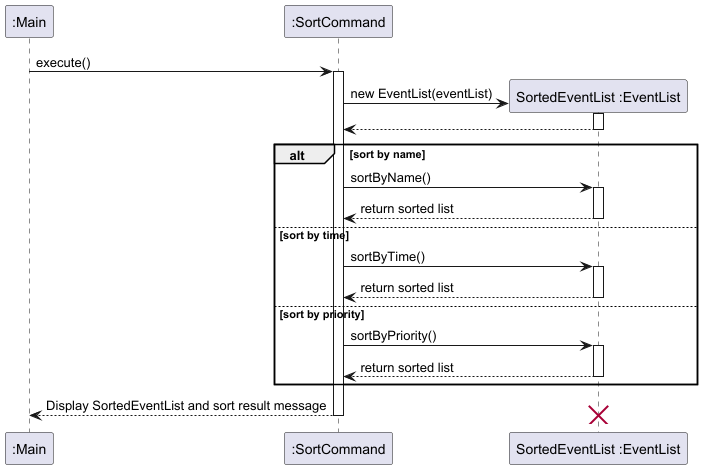 :Main
:SortCommand
execute()
new EventList(eventList)
SortedEventList :EventList
alt
[sort by name]
sortByName()
return sorted list
[sort by time]
sortByTime()
return sorted list
[sort by priority]
sortByPriority()
return sorted list
Display SortedEventList and sort result message
:Main
:SortCommand
SortedEventList :EventList